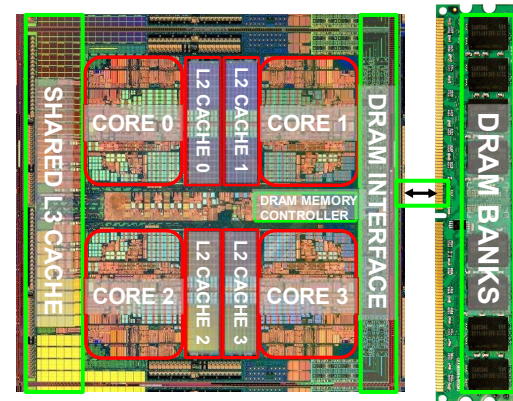 SHARED L3 CACHE
CORE 0
L2 CACHE 0
L2 CACHE 1
CORE 1
DRAM INTERFACE
DRAM BANKS
DRAM MEMORY
CONTROLLER
CORE 2
L2 CACHE 2
L2 CACHE 3
CORE 3
SAMSUNG